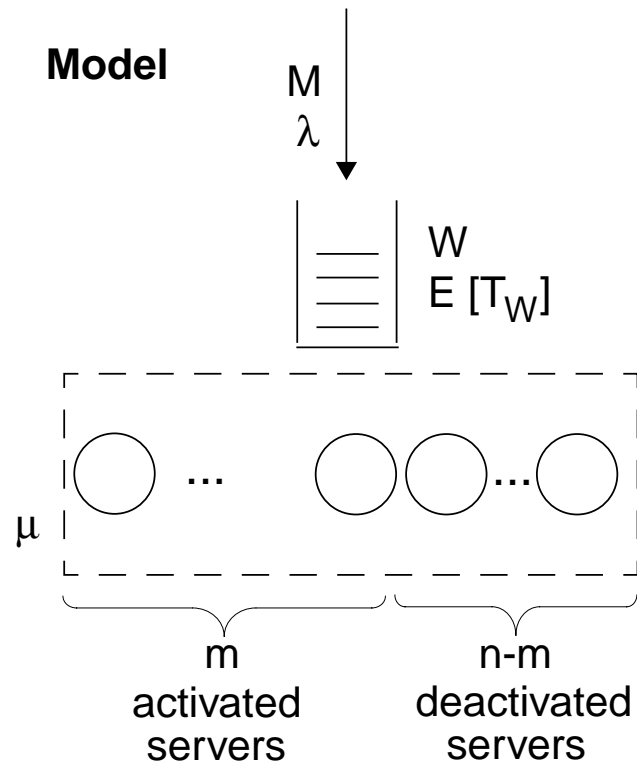 Model
M
λ
W
E [T_W]
... ...
μ
m
activated
servers
n-m
deactivated
servers